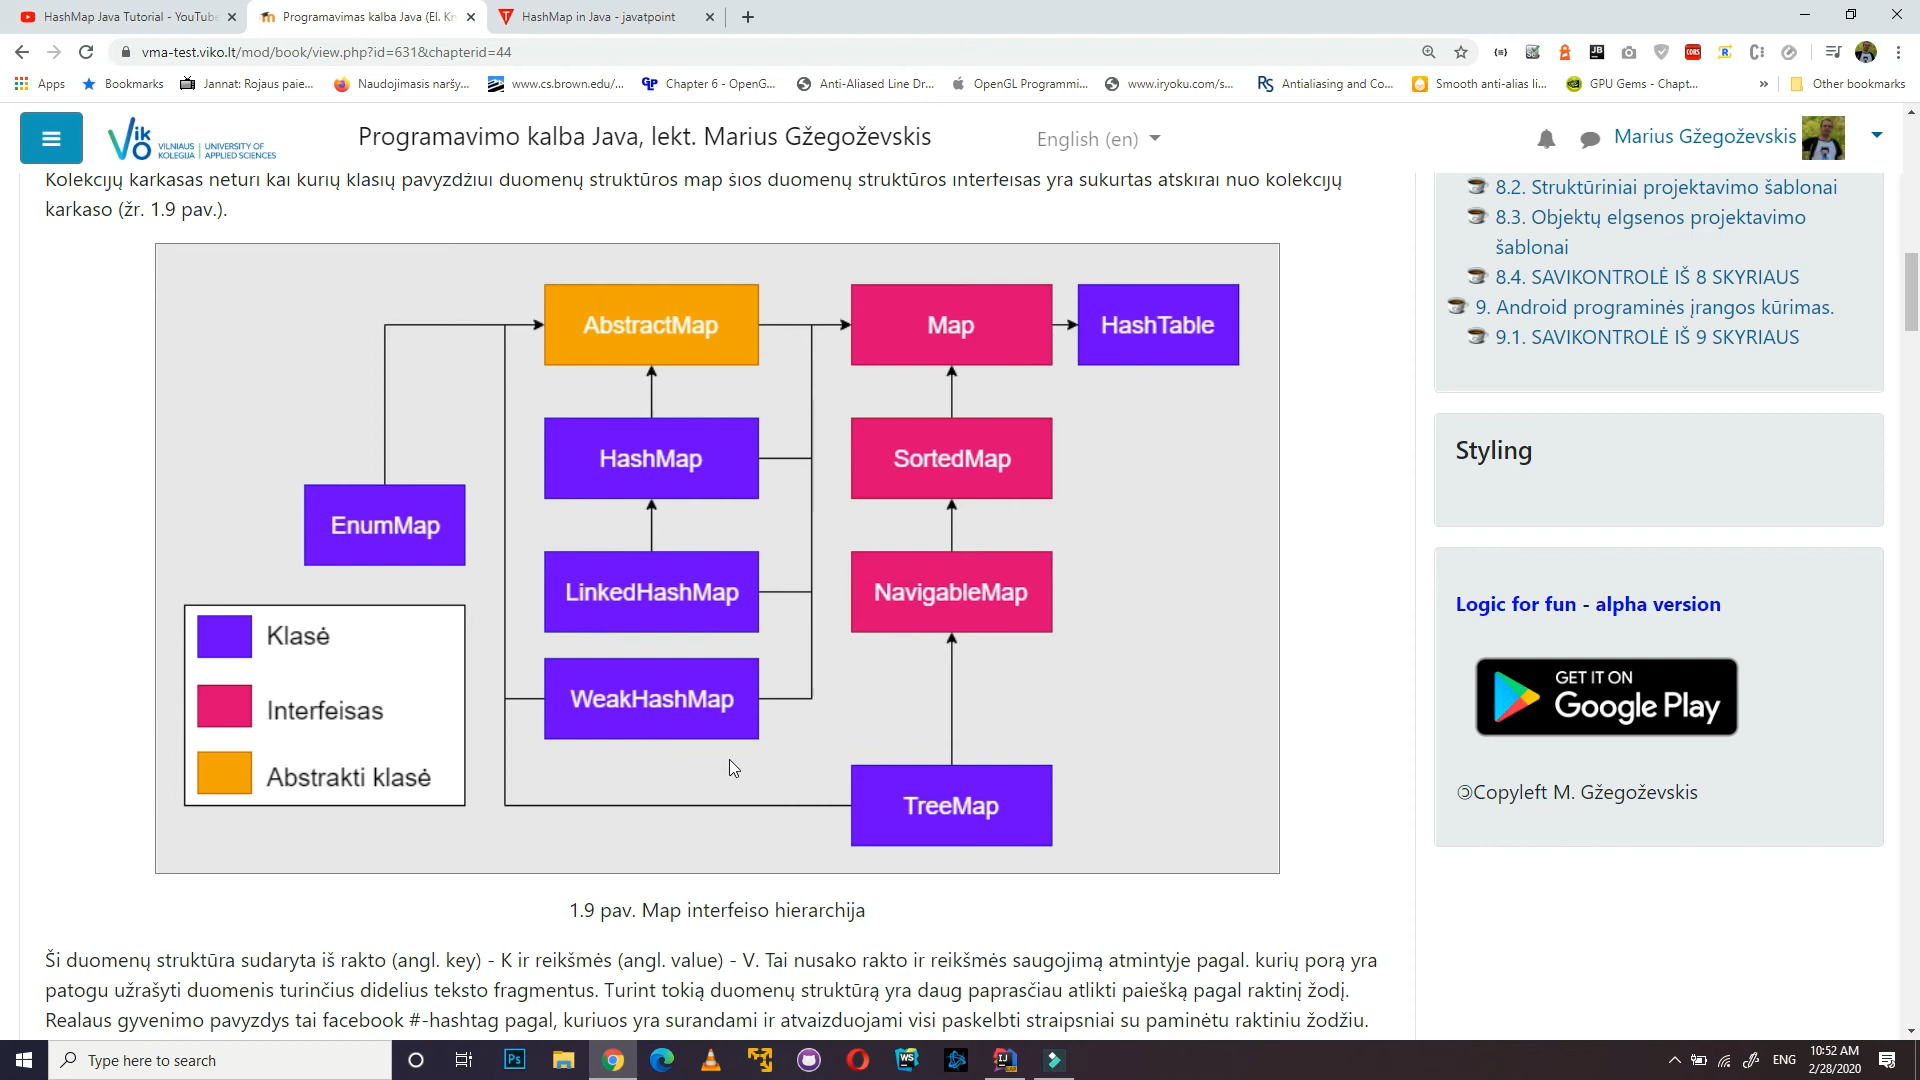 HashMap Java Tutorial - YouTube
Programavimas kalba Java (El. Kn
HashMap in Java - javatpoint
vma-test.viko.lt/mod/book/view.php?id=631&chapterid=44
Apps
Bookmarks
Jannat: Rojaus paie...
Naudojimasis naršy...
www.cs.brown.edu/...
Chapter 6 - OpenG...
Anti-Aliased Line Dr...
OpenGL Programmi...
www.iryoku.com/s...
Antialiasing and Co...
Smooth anti-alias li...
GPU Gems - Chapt...
»
Other bookmarks
Viko
VILNIAUS KOLEGIJA
UNIVERSITY OF APPLIED SCIENCES
Programavimo kalba Java, lekt. Marius Gžegoževskis
English (en)
Marius Gžegoževskis
Kolekcijų karkasas neturi kai kurių klasių pavyzdžiui duomenų struktūros map šios duomenų struktūros interfeisas yra sukurtas atskirai nuo kolekcijų
karkaso (žr. 1.9 pav.).
AbstractMap
Map
HashTable
HashMap
SortedMap
EnumMap
LinkedHashMap
NavigableMap
WeakHashMap
TreeMap
Klasė
Interfeisas
Abstrakti klasė
1.9 pav. Map interfeiso hierarchija
Ši duomenų struktūra sudaryta iš rakto (angl. key) - K ir reikšmės (angl. value) - V. Tai nusako rakto ir reikšmės saugojimą atmintyje pagal. kurių porą yra
patogu užrašyti duomenis turinčius didelius teksto fragmentus. Turint tokią duomenų struktūrą yra daug paprasčiau atlikti paiešką pagal raktinį žodį.
Realaus gyvenimo pavyzdys tai facebook #-hashtag pagal, kuriuos yra surandami ir atvaizduojami visi paskelbti straipsniai su paminėtu raktiniu žodžiu.
8.2. Struktūriniai projektavimo šablonai
8.3. Objektų elgsenos projektavimo
šablonai
8.4. SAVIKONTROLĖ IŠ 8 SKYRIAUS
9. Android programinės įrangos kūrimas.
9.1. SAVIKONTROLĖ IŠ 9 SKYRIAUS
Styling
Logic for fun - alpha version
GET IT ON
Google Play
🄯Copyleft M. Gžegoževskis
Type here to search
ENG
10:52 AM
2/28/2020